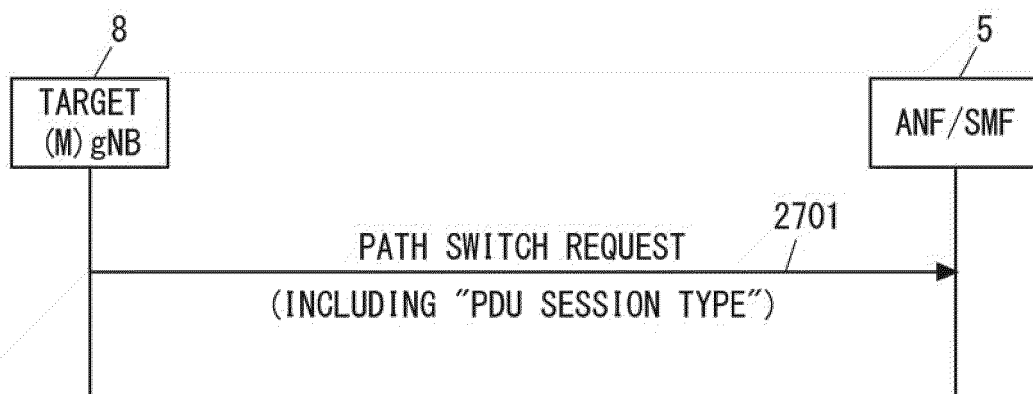 8
5
TARGET
(M) gNB
ANF/SMF
2701
PATH SWITCH REQUEST
(INCLUDING "PDU SESSION TYPE")